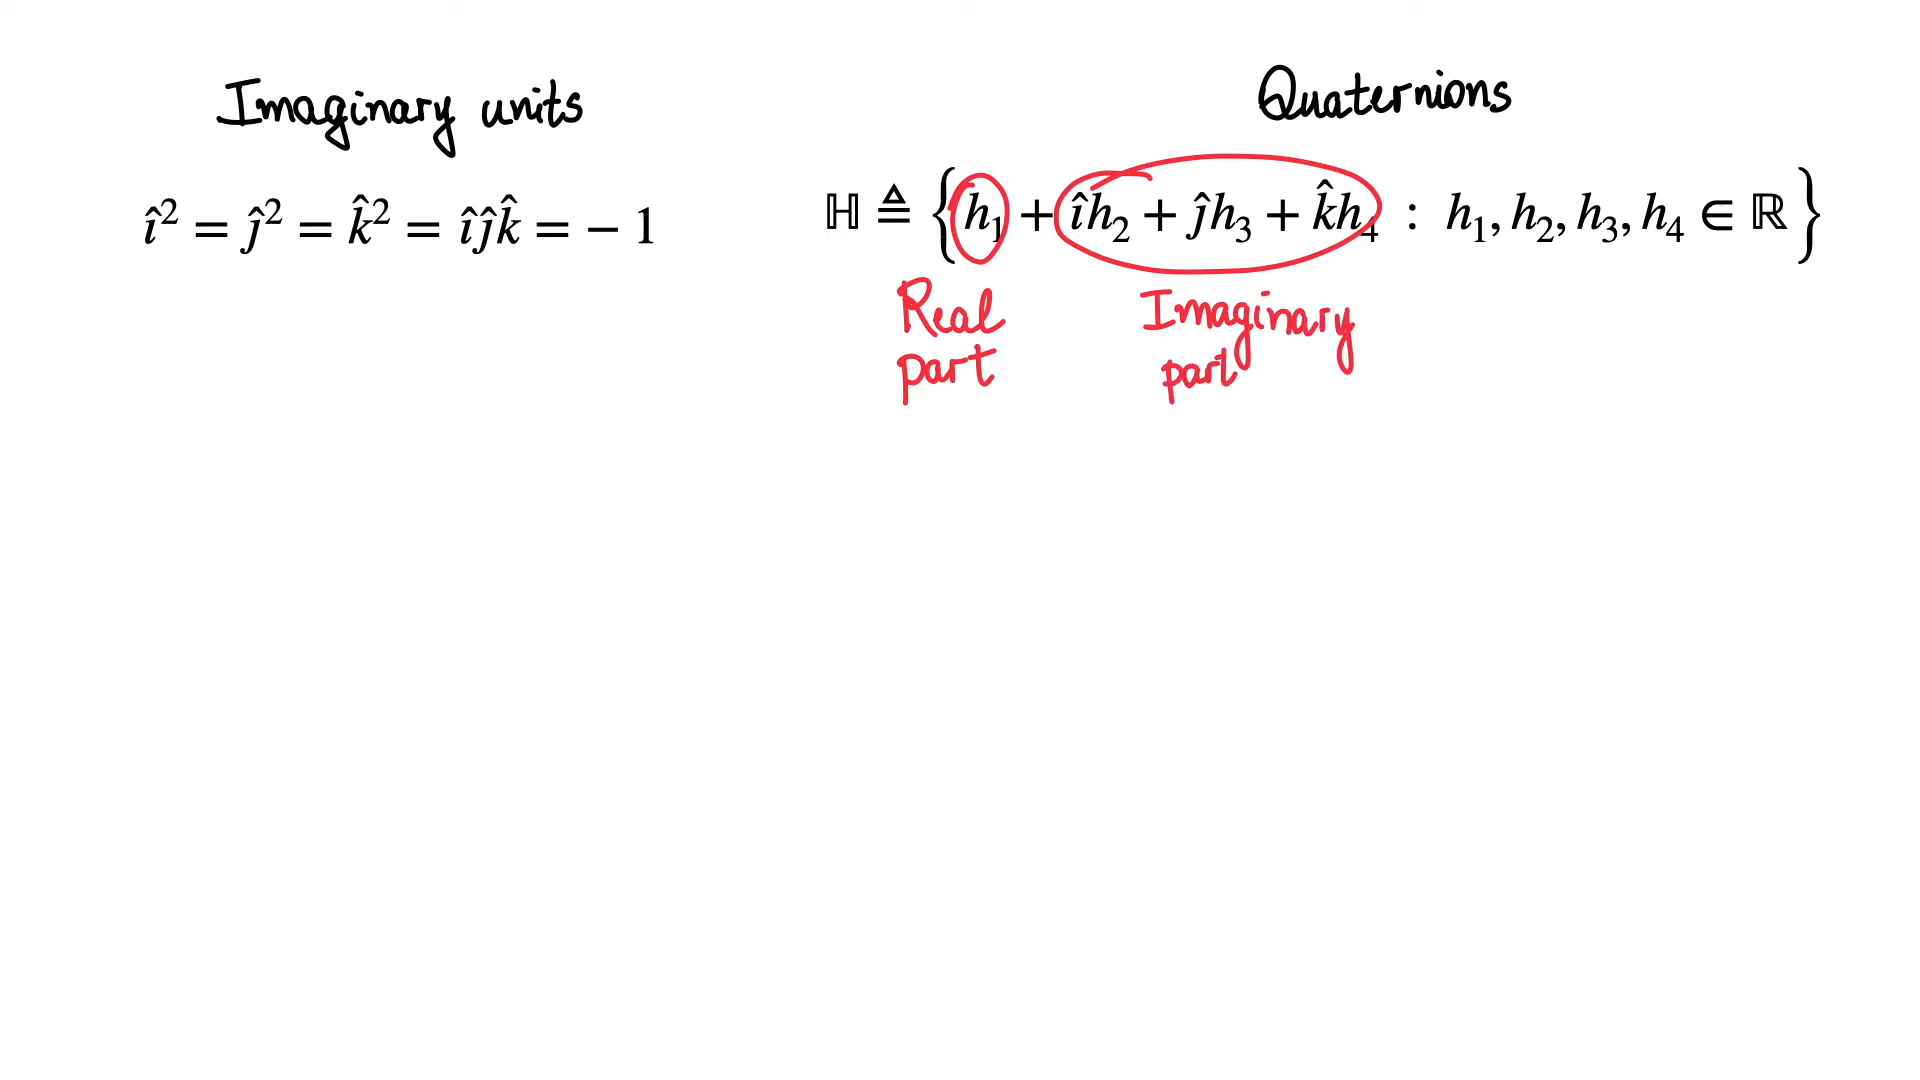 Imaginary units
î² = ĵ² = k̂² = îĵk̂ = − 1
Quaternions
ℍ ≜ {h₁ + îh₂ + ĵh₃ + k̂h₄ : h₁, h₂, h₃, h₄ ∈ ℝ}
Real
part
Imaginary
part